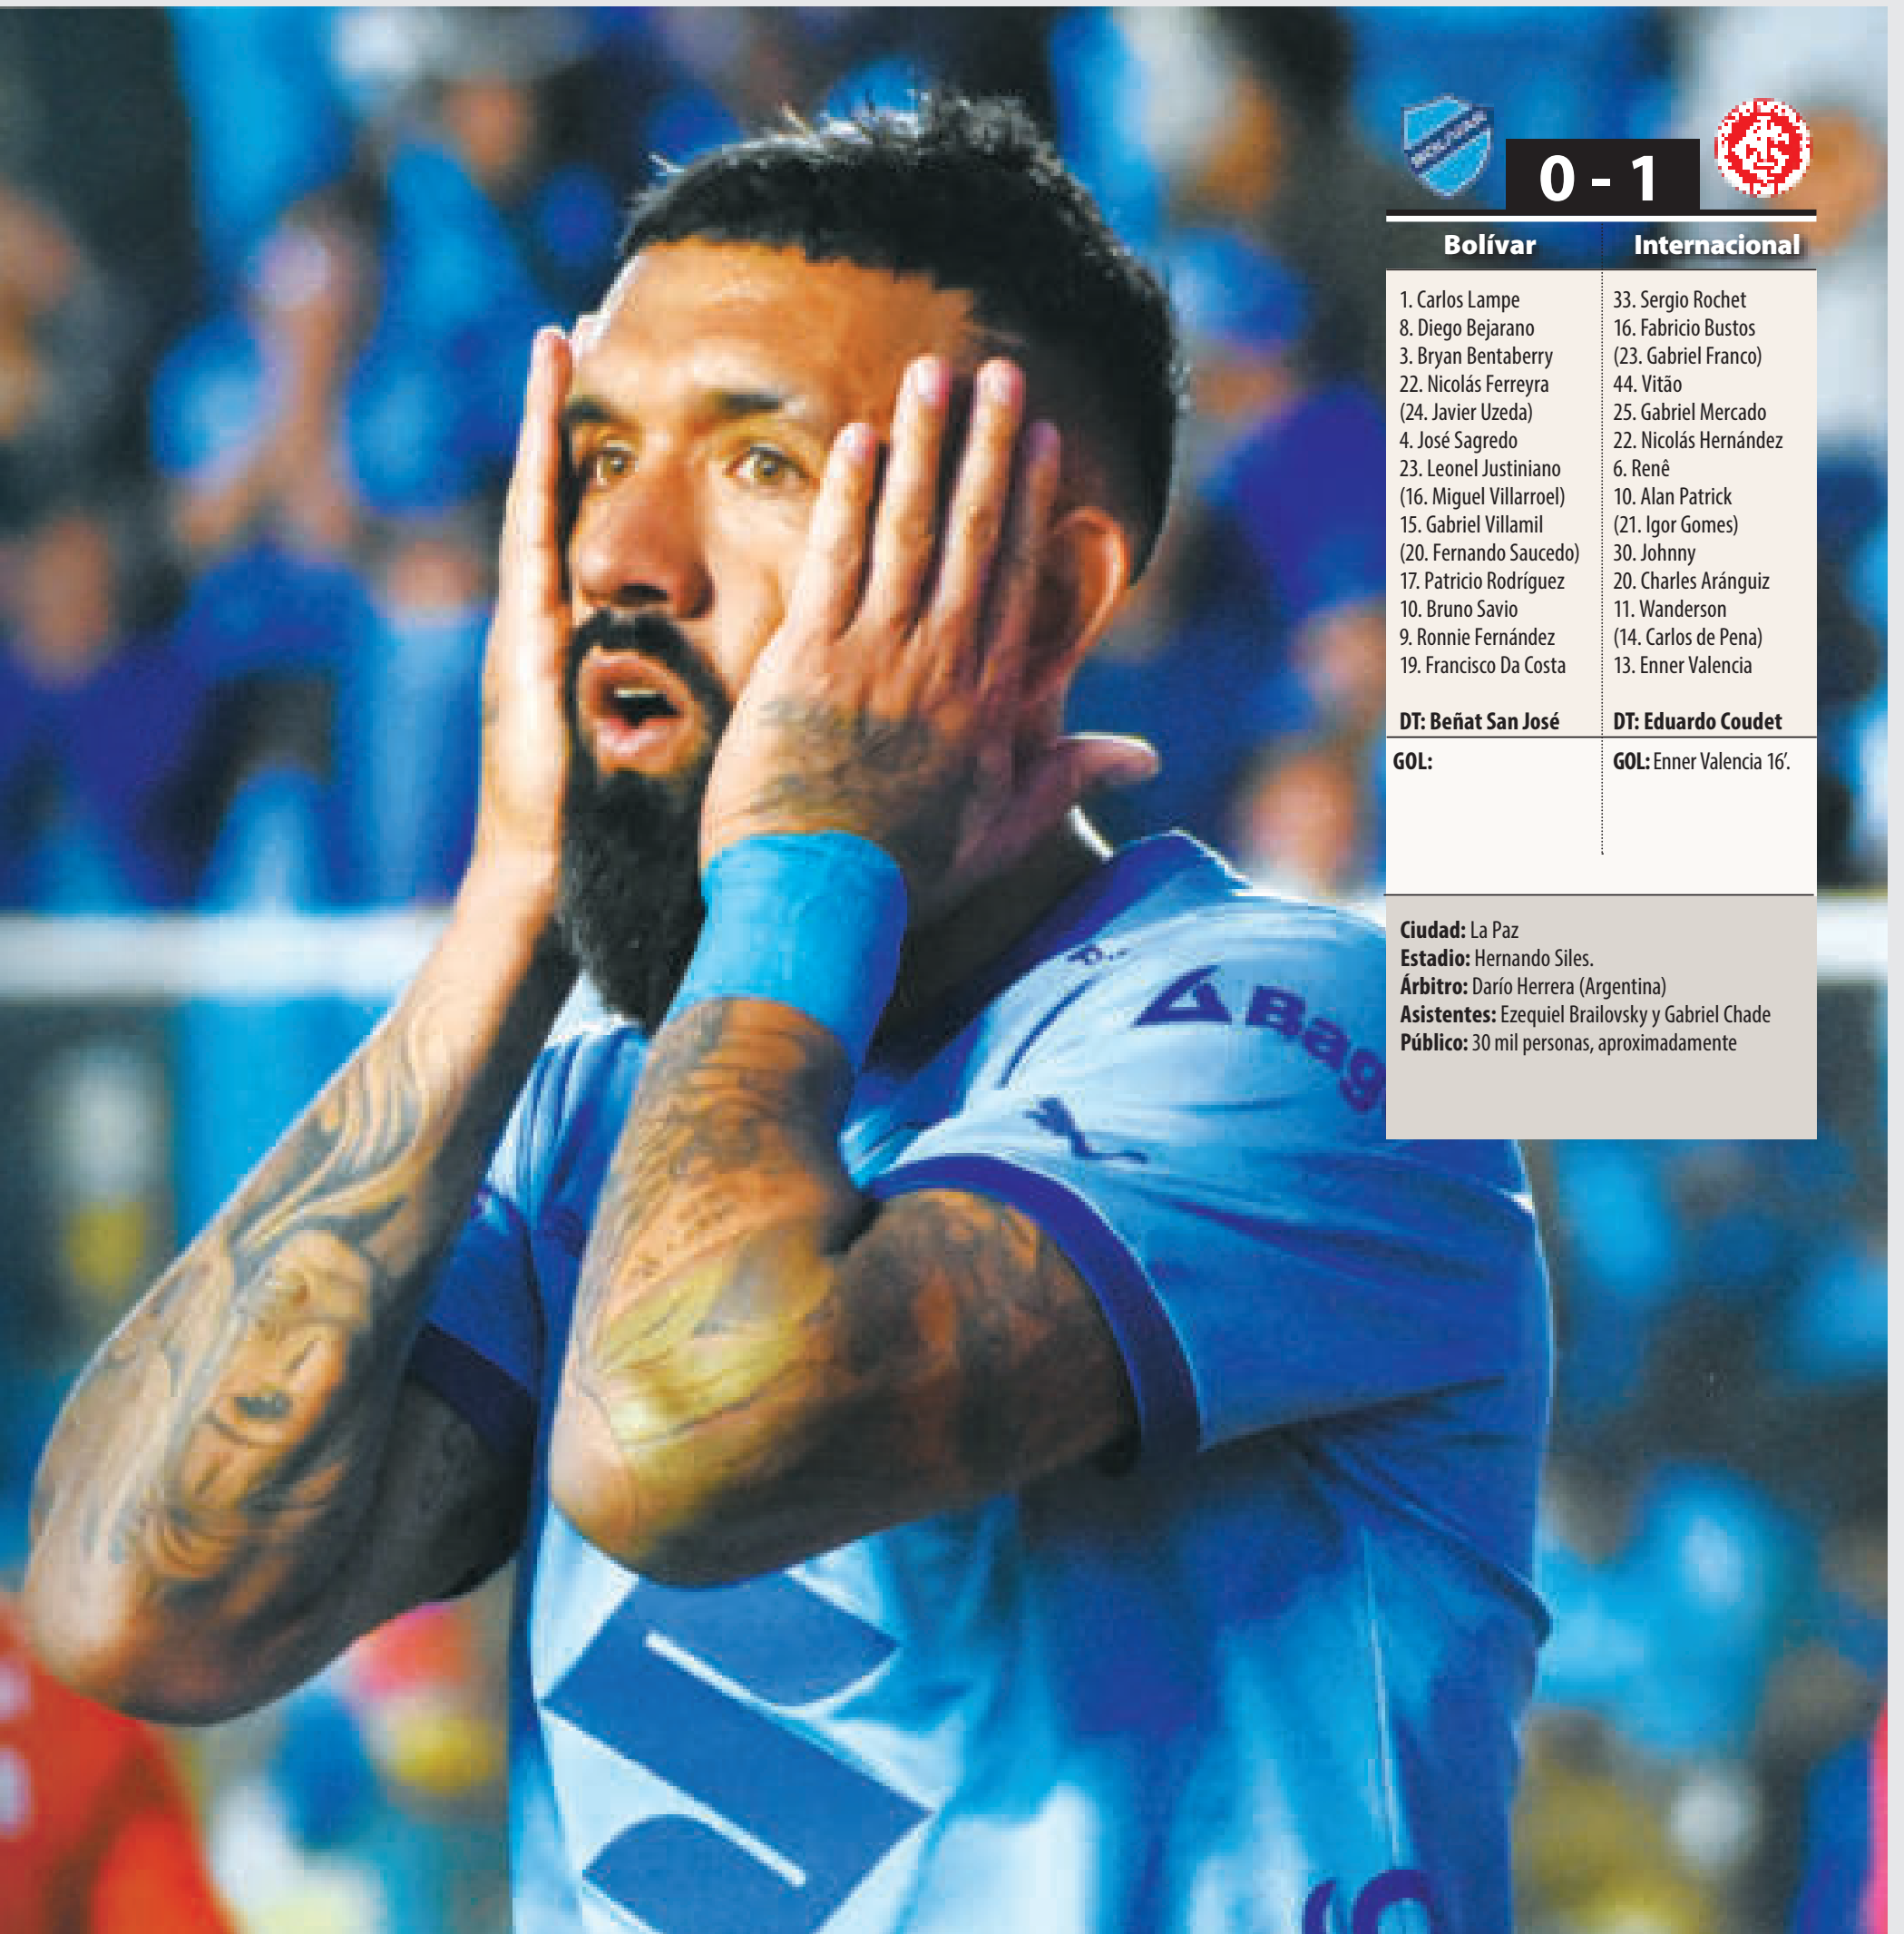 BOLIVAR
0 - 1
Bolívar
Internacional
1. Carlos Lampe
8. Diego Bejarano
3. Bryan Bentaberry
22. Nicolás Ferreyra
(24. Javier Uzeda)
4. José Sagredo
23. Leonel Justiniano
(16. Miguel Villarroel)
15. Gabriel Villamil
(20. Fernando Saucedo)
17. Patricio Rodríguez
10. Bruno Savio
9. Ronnie Fernández
19. Francisco Da Costa
DT: Beñat San José
GOL:
33. Sergio Rochet
16. Fabricio Bustos
(23. Gabriel Franco)
44. Vitão
25. Gabriel Mercado
22. Nicolás Hernández
6. Renê
10. Alan Patrick
(21. Igor Gomes)
30. Johnny
20. Charles Aránguiz
11. Wanderson
(14. Carlos de Pena)
13. Enner Valencia
DT: Eduardo Coudet
GOL: Enner Valencia 16’.
Ciudad: La Paz
Estadio: Hernando Siles.
Árbitro: Darío Herrera (Argentina)
Asistentes: Ezequiel Brailovsky y Gabriel Chade
Público: 30 mil personas, aproximadamente
Bag